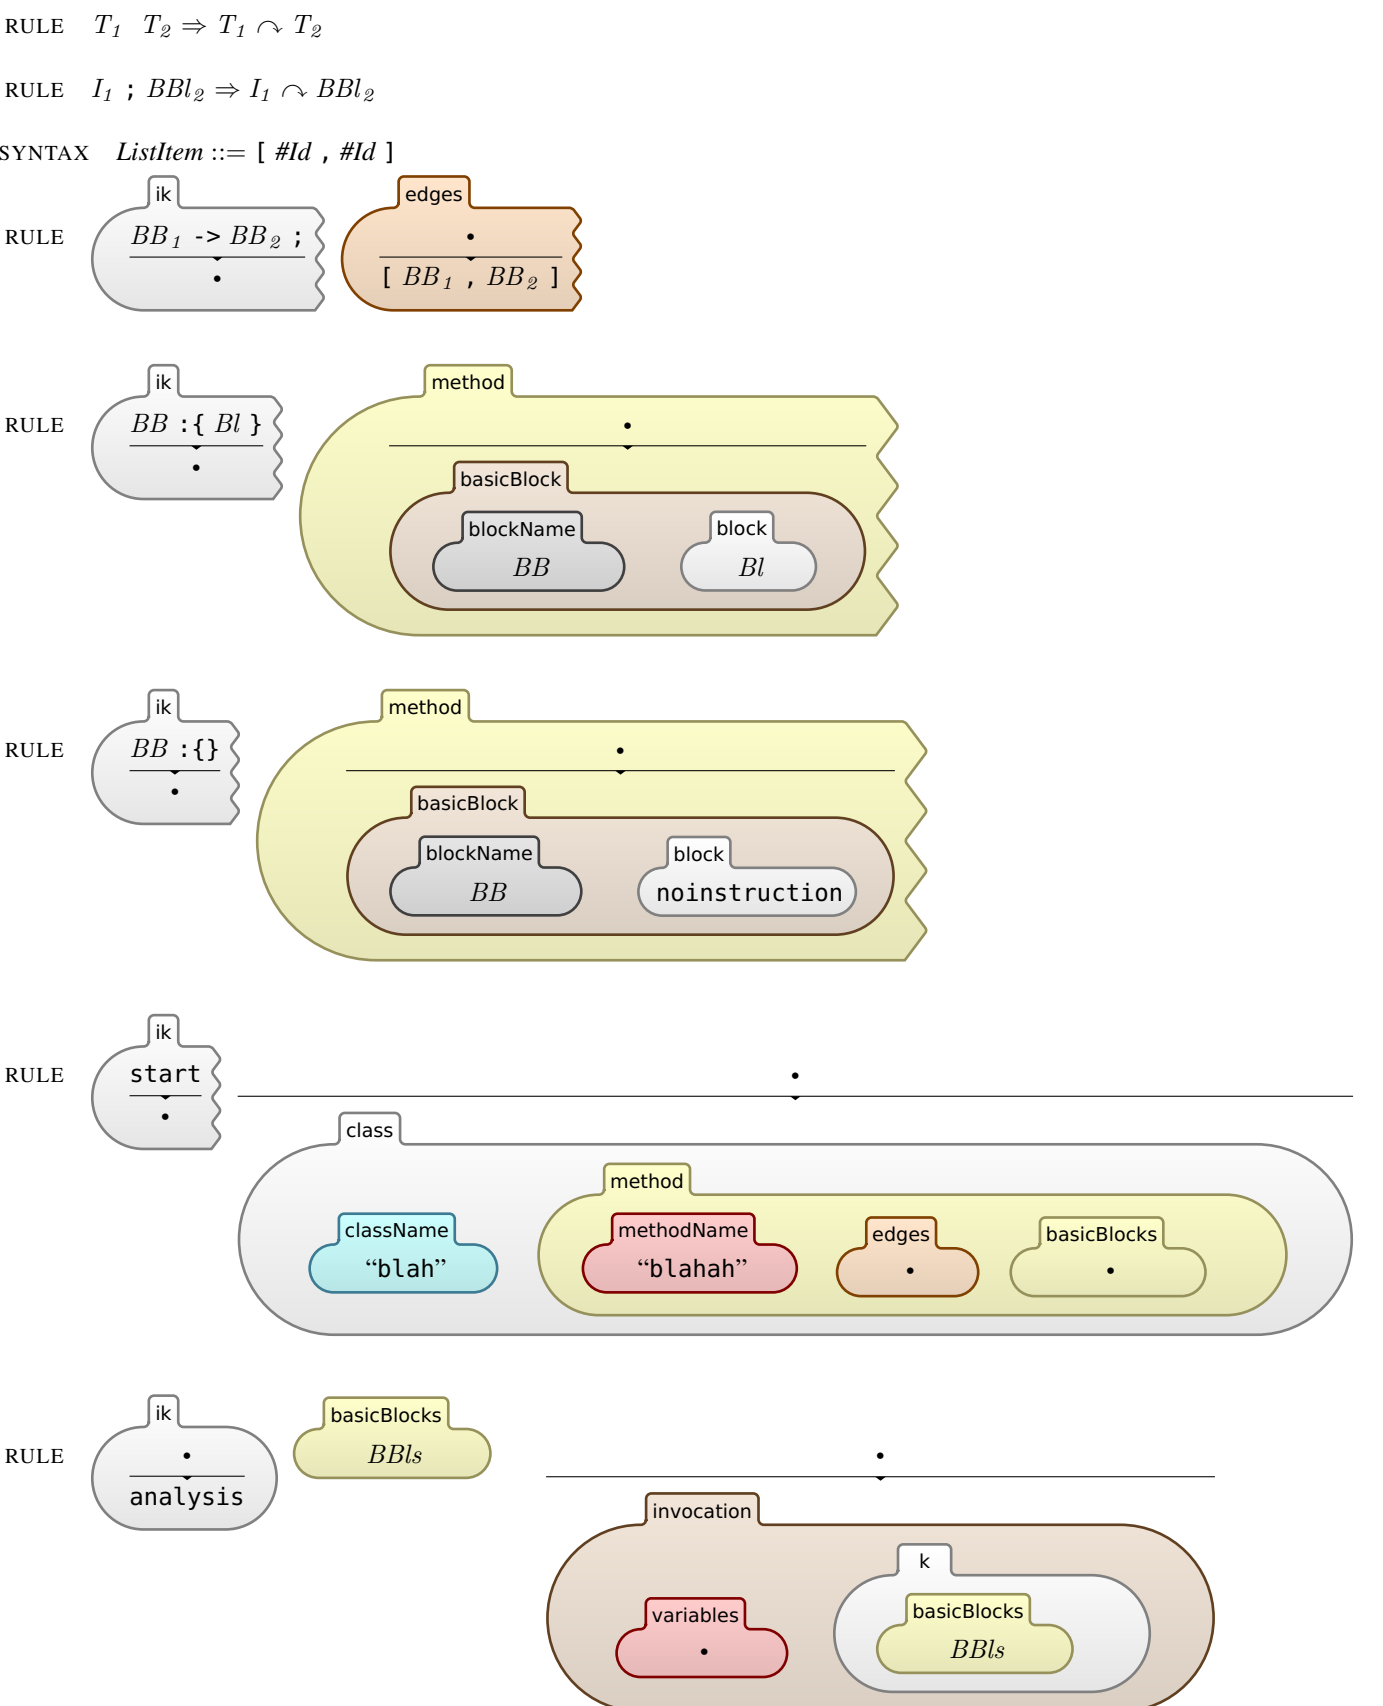 RULE T₁ T₂ ⇒ T₁ ↷ T₂
RULE I₁ ; BBl₂ ⇒ I₁ ↷ BBl₂
SYNTAX ListItem ::= [ #Id , #Id ]
ik edges
RULE BB₁ -> BB₂ ; •
• [ BB₁ , BB₂ ]
ik method
RULE BB :{ Bl } •
•
basicBlock
blockName block
BB Bl
ik method
RULE BB :{} •
•
basicBlock
blockName block
BB noinstruction
ik
RULE start •
•
class
method
className methodName edges basicBlocks
“blah” “blahah” • •
ik basicBlocks
RULE • BBls •
analysis
invocation
k
variables basicBlocks
• BBls